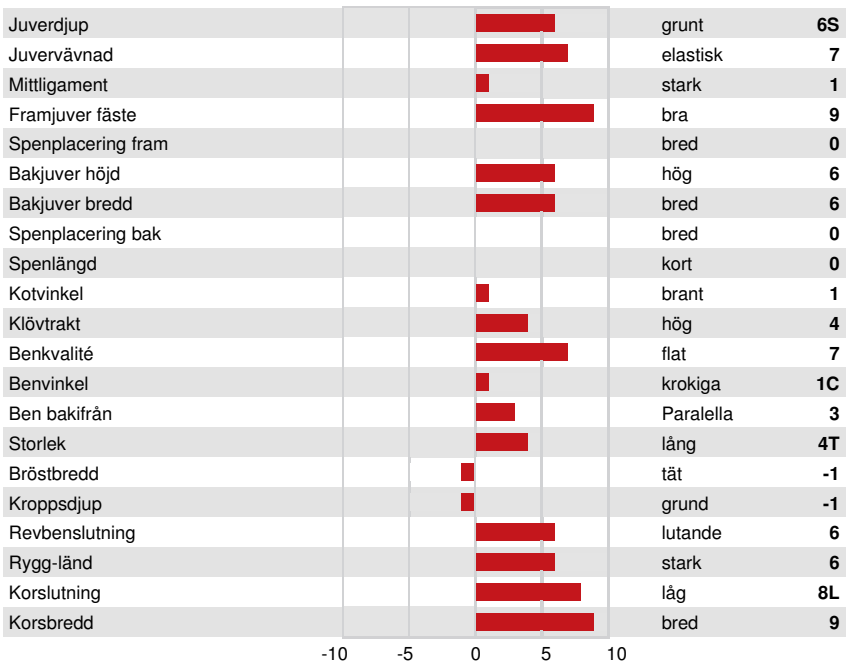 Juverdjup grunt 6S
Juvervävnad elastisk 7
Mittligament stark 1
Framjuver fäste bra 9
Spenplacering fram bred 0
Bakjuver höjd hög 6
Bakjuver bredd bred 6
Spenplacering bak bred 0
Spenlängd kort 0
Kotvinkel brant 1
Klövtrakt hög 4
Benkvalité flat 7
Benvinkel krokiga 1C
Ben bakifrån Paralella 3
Storlek lång 4T
Bröstbredd tät -1
Kroppsdjup grund -1
Revbenslutning lutande 6
Rygg-länd stark 6
Korslutning låg 8L
Korsbredd bred 9
-10 -5 0 5 10